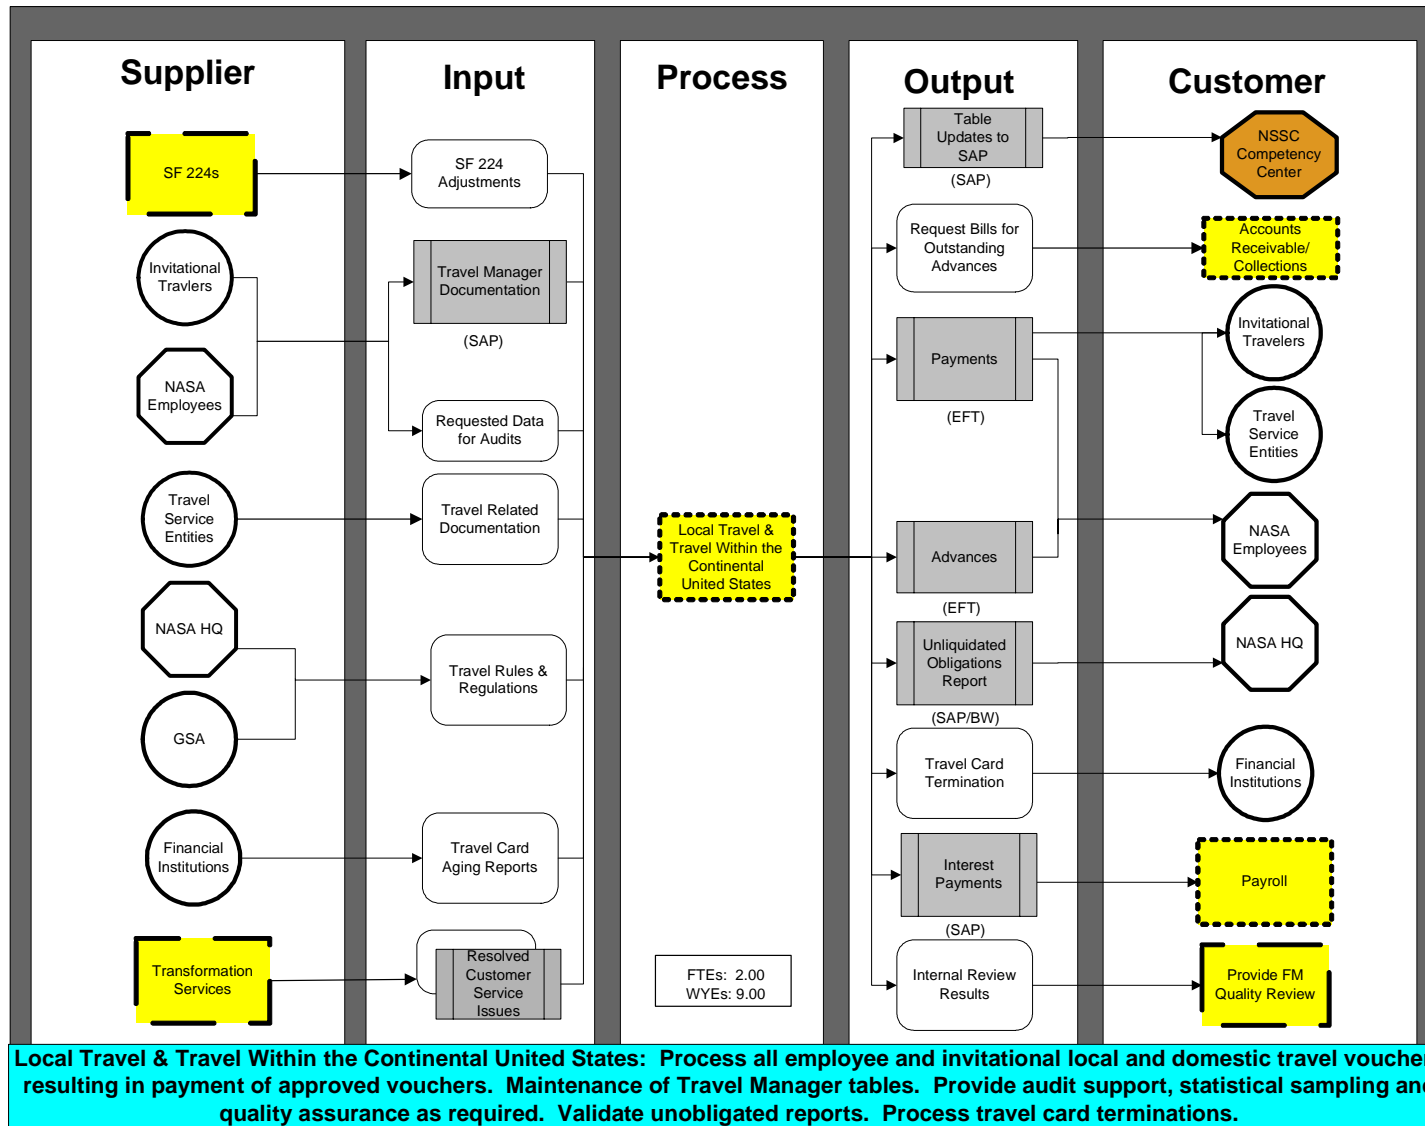 Supplier
Input
Process
Output
Customer
SF 224s
Invitational
Travlers
NASA
Employees
Travel
Service
Entities
NASA HQ
GSA
Financial
Institutions
Transformation
Services
SF 224
Adjustments
Travel Manager
Documentation
(SAP)
Requested Data
for Audits
Travel Related
Documentation
Travel Rules &
Regulations
Travel Card
Aging Reports
Resolved
Customer
Service
Issues
Local Travel &
Travel Within the
Continental
United States
FTEs: 2.00
WYEs: 9.00
Table
Updates to
SAP
(SAP)
Request Bills for
Outstanding
Advances
Payments
(EFT)
Advances
(EFT)
Unliquidated
Obligations
Report
(SAP/BW)
Travel Card
Termination
Interest
Payments
(SAP)
Internal Review
Results
NSSC
Competency
Center
Accounts
Receivable/
Collections
Invitational
Travelers
Travel
Service
Entities
NASA
Employees
NASA HQ
Financial
Institutions
Payroll
Provide FM
Quality Review
Local Travel & Travel Within the Continental United States: Process all employee and invitational local and domestic travel voucher
resulting in payment of approved vouchers. Maintenance of Travel Manager tables. Provide audit support, statistical sampling and
quality assurance as required. Validate unobligated reports. Process travel card terminations.